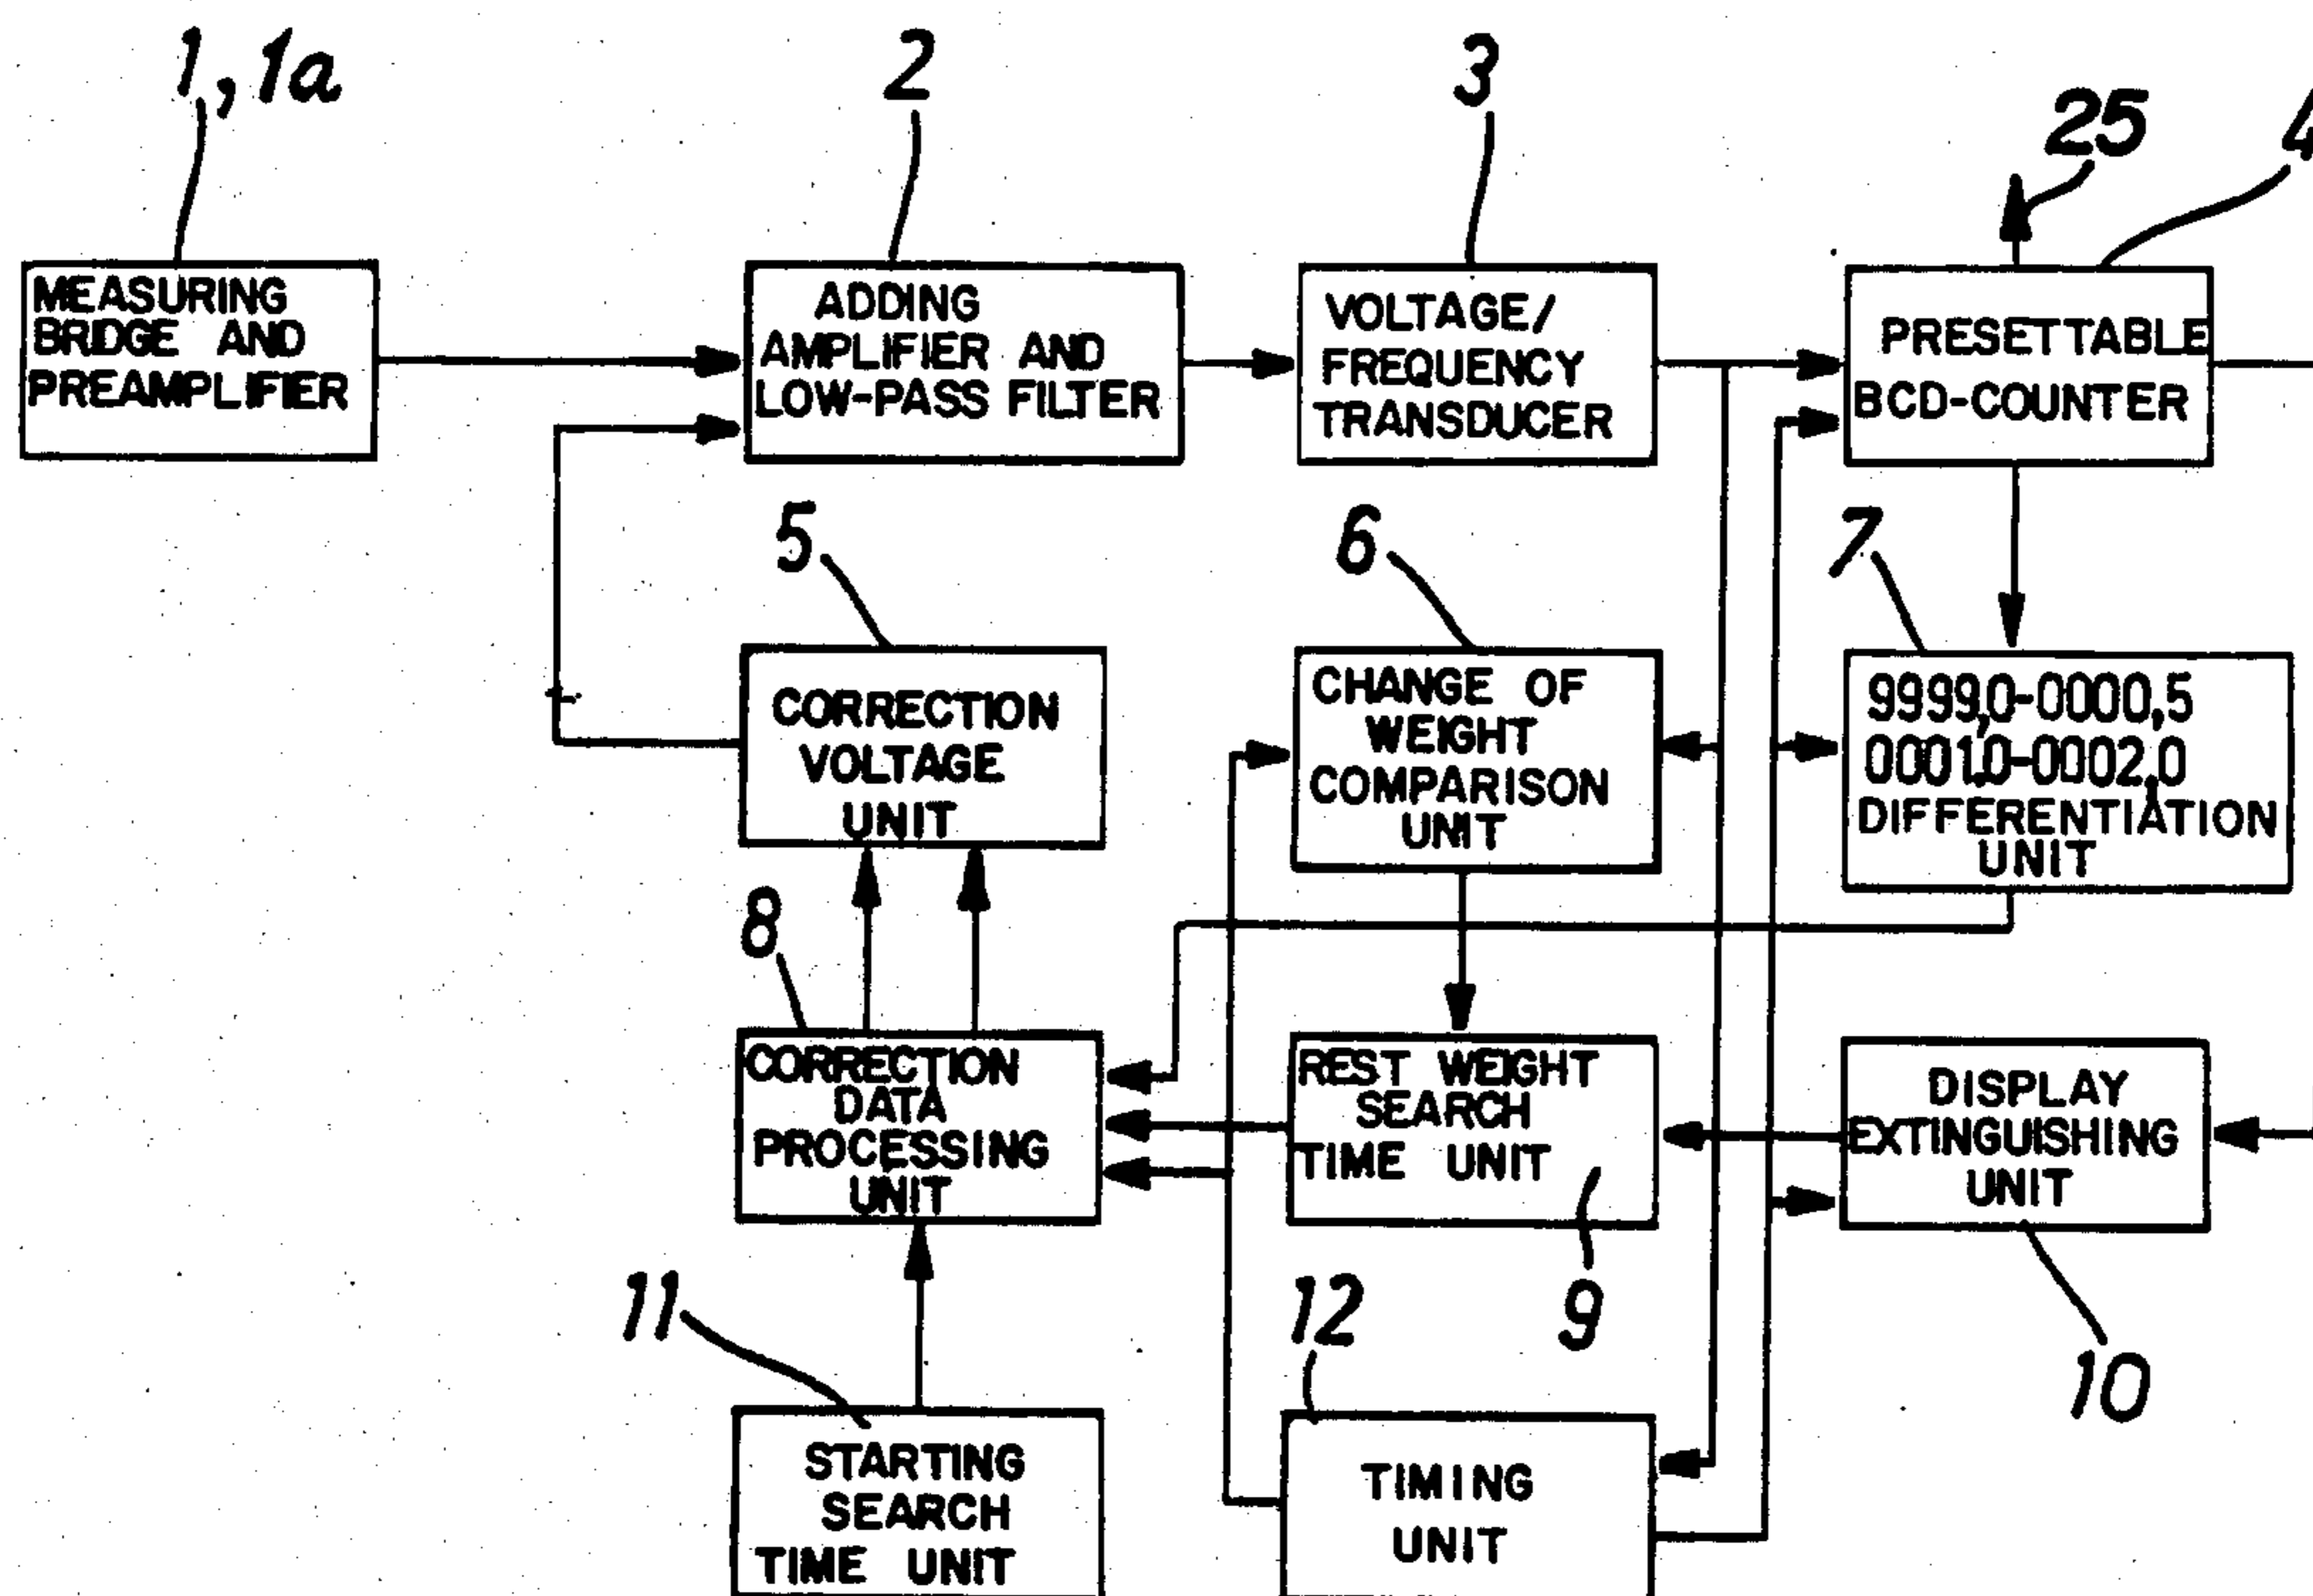 1, 1a
2
3
25
4
MEASURING
BRIDGE AND
PREAMPLIFIER
ADDING
AMPLIFIER AND
LOW-PASS FILTER
VOLTAGE/
FREQUENCY
TRANSDUCER
PRESETTABLE
BCD-COUNTER
5
6
7
CORRECTION
VOLTAGE
UNIT
CHANGE OF
WEIGHT
COMPARISON
UNIT
9999,0-0000,5
0001,0-0002,0
DIFFERENTIATION
UNIT
8
CORRECTION
DATA
PROCESSING
UNIT
REST WEIGHT
SEARCH
TIME UNIT
DISPLAY
EXTINGUISHING
UNIT
11
12
9
10
STARTING
SEARCH
TIME UNIT
TIMING
UNIT